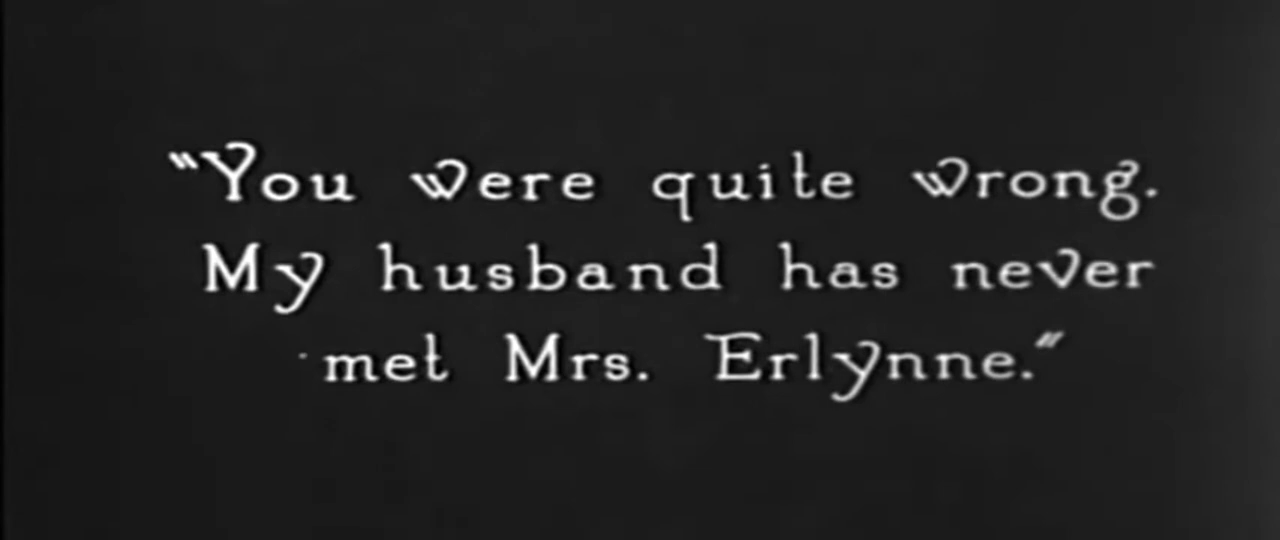 "You were quite wrong.
My husband has never
met Mrs. Erlynne."